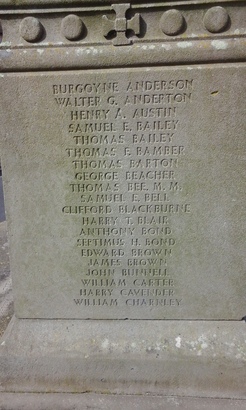 BURGOYNE ANDERSON
WALTER G. ANDERTON
HENRY A. AUSTIN
SAMUEL E. BAILEY
THOMAS BAILEY
THOMAS E. BAMBER
THOMAS BARTON
GEORGE BEACHER
THOMAS BEE, M. M.
SAMUEL E. BELL
CLIFFORD BLACKBURNE
HARRY T. BLAIR
ANTHONY BOND
SEPTIMUS H. BOND
EDWARD BROWN
JAMES BROWN
JOHN BUNNELL
WILLIAM CARTER
HARRY CAVENDER
WILLIAM CHARNLEY